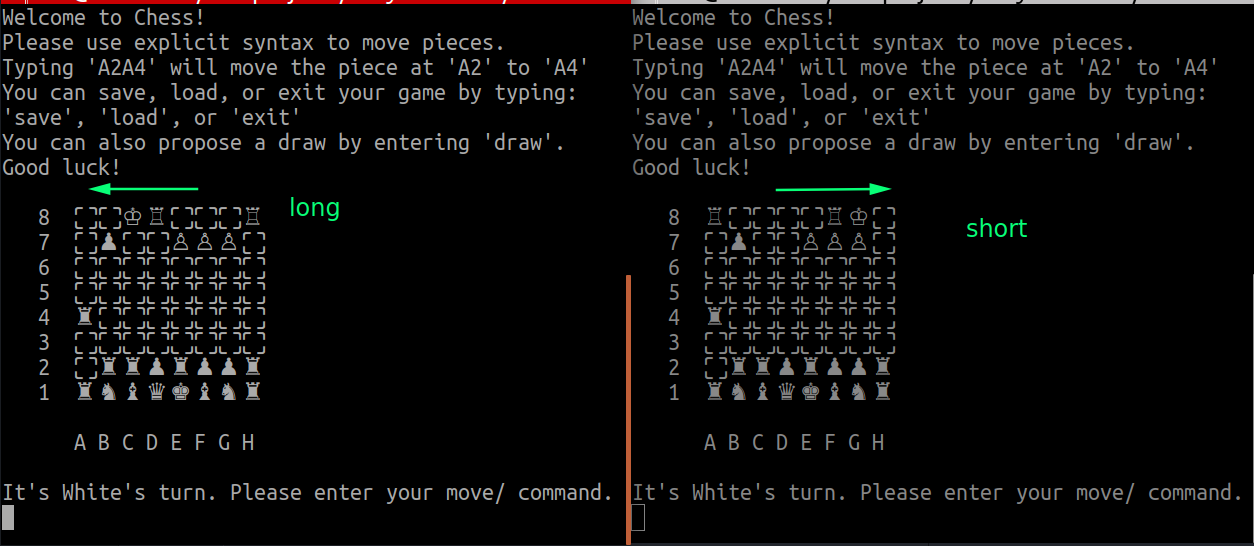 Welcome to Chess!
Please use explicit syntax to move pieces.
Typing 'A2A4' will move the piece at 'A2' to 'A4'
You can save, load, or exit your game by typing:
'save', 'load', or 'exit'
You can also propose a draw by entering 'draw'.
Good luck!
long
8 ♔♖♖
7 ♟♙♙♙
6
5
4 ♜
3
2 ♜♜♟♜♟♟♜
1 ♜♞♝♛♚♝♞♜
A B C D E F G H
It's White's turn. Please enter your move/ command.
Welcome to Chess!
Please use explicit syntax to move pieces.
Typing 'A2A4' will move the piece at 'A2' to 'A4'
You can save, load, or exit your game by typing:
'save', 'load', or 'exit'
You can also propose a draw by entering 'draw'.
Good luck!
short
8 ♖♖♔
7 ♟♙♙♙
6
5
4 ♜
3
2 ♜♜♟♜♟♟♜
1 ♜♞♝♛♚♝♞♜
A B C D E F G H
It's White's turn. Please enter your move/ command.